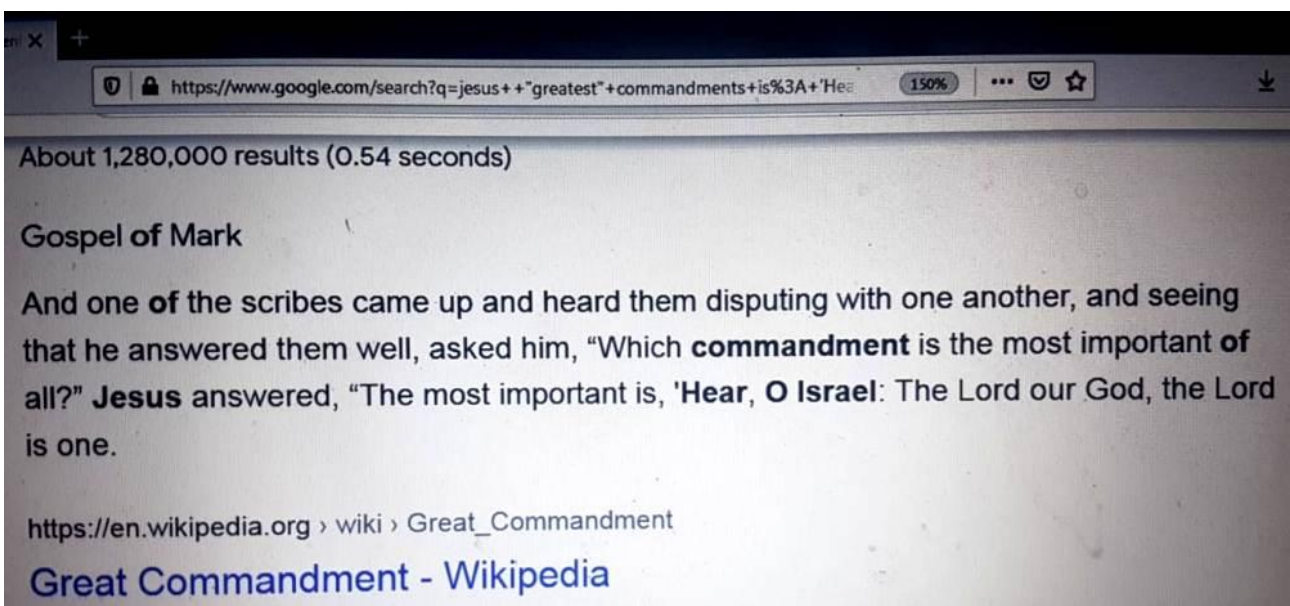 https://www.google.com/search?q=jesus++"greatest"+commandments+is%3A+'Hea
150%
About 1,280,000 results (0.54 seconds)
Gospel of Mark
And one of the scribes came up and heard them disputing with one another, and seeing
that he answered them well, asked him, “Which commandment is the most important of
all?” Jesus answered, “The most important is, 'Hear, O Israel: The Lord our God, the Lord
is one.
https://en.wikipedia.org › wiki › Great_Commandment
Great Commandment - Wikipedia